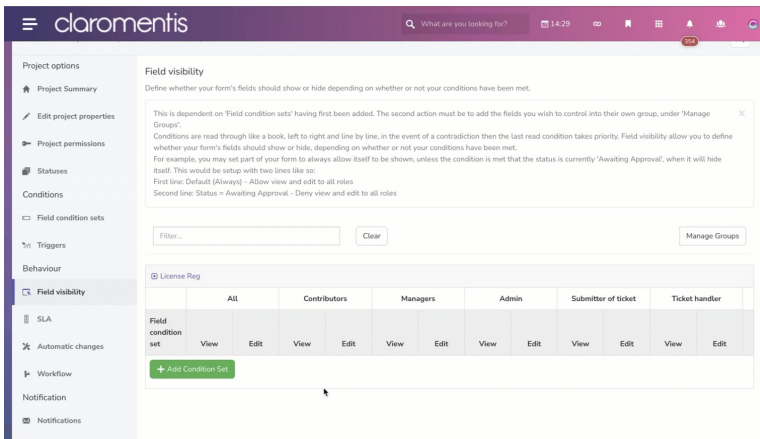 claromentis
What are you looking for?
14:29
354
Project options
Project Summary
Edit project properties
Project permissions
Statuses
Conditions
Field condition sets
Triggers
Behaviour
Field visibility
SLA
Automatic changes
Workflow
Notification
Notifications
Field visibility
Define whether your form's fields should show or hide depending on whether or not your conditions have been met.
This is dependent on 'Field condition sets' having first been added. The second action must be to add the fields you wish to control into their own group, under 'Manage
Groups'.
Conditions are read through like a book, left to right and line by line, in the event of a contradiction then the last read condition takes priority. Field visibility allow you to define
whether your form's fields should show or hide, depending on whether or not your conditions have been met.
For example, you may set part of your form to always allow itself to be shown, unless the condition is met that the status is currently 'Awaiting Approval', when it will hide
itself. This would be setup with two lines like so:
First line: Default (Always) - Allow view and edit to all roles
Second line: Status = Awaiting Approval - Deny view and edit to all roles
Filter...
Clear
Manage Groups
License Reg
All Contributors Managers Admin Submitter of ticket Ticket handler
Field
condition
set View Edit View Edit View Edit View Edit View Edit View Edit
+ Add Condition Set